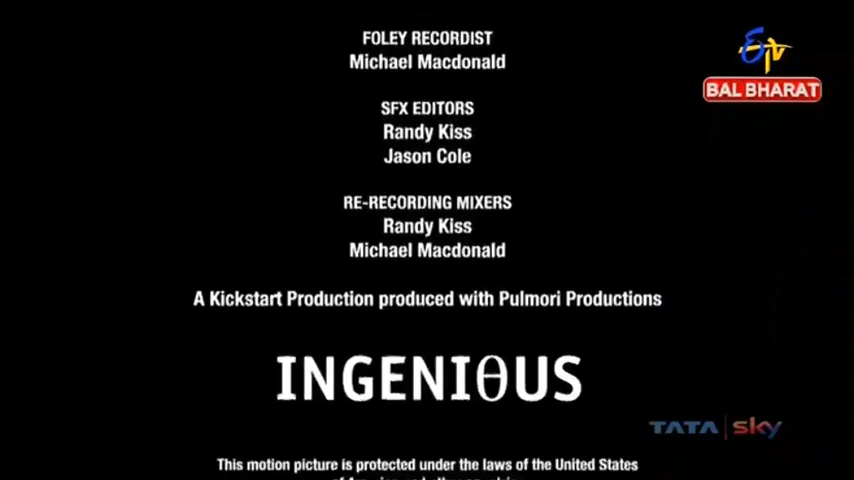 FOLEY RECORDIST
Michael Macdonald
SFX EDITORS
Randy Kiss
Jason Cole
RE-RECORDING MIXERS
Randy Kiss
Michael Macdonald
A Kickstart Production produced with Pulmori Productions
INGENIθUS
This motion picture is protected under the laws of the United States
ETV
BAL BHARAT
TATA sky